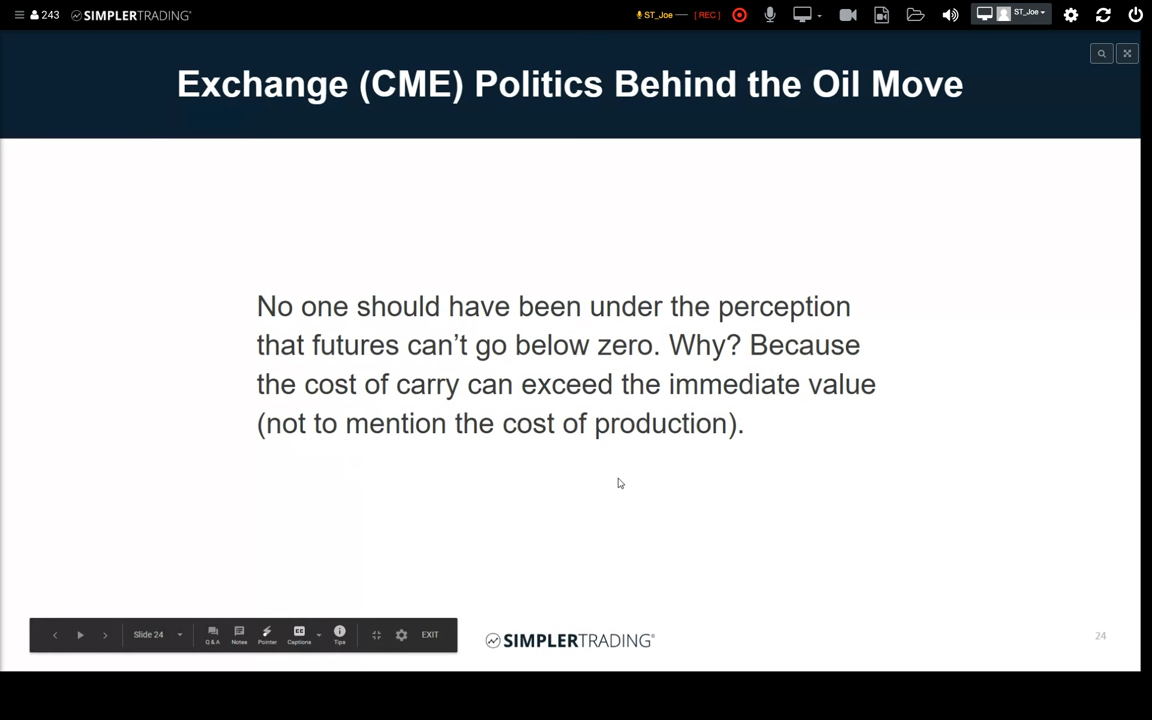 243 SIMPLERTRADING® ST_Joe [ REC ] ST_Joe
Exchange (CME) Politics Behind the Oil Move
No one should have been under the perception
that futures can’t go below zero. Why? Because
the cost of carry can exceed the immediate value
(not to mention the cost of production).
Slide 24 Q & A Notes Pointer CC Captions Tips EXIT
SIMPLERTRADING®
24